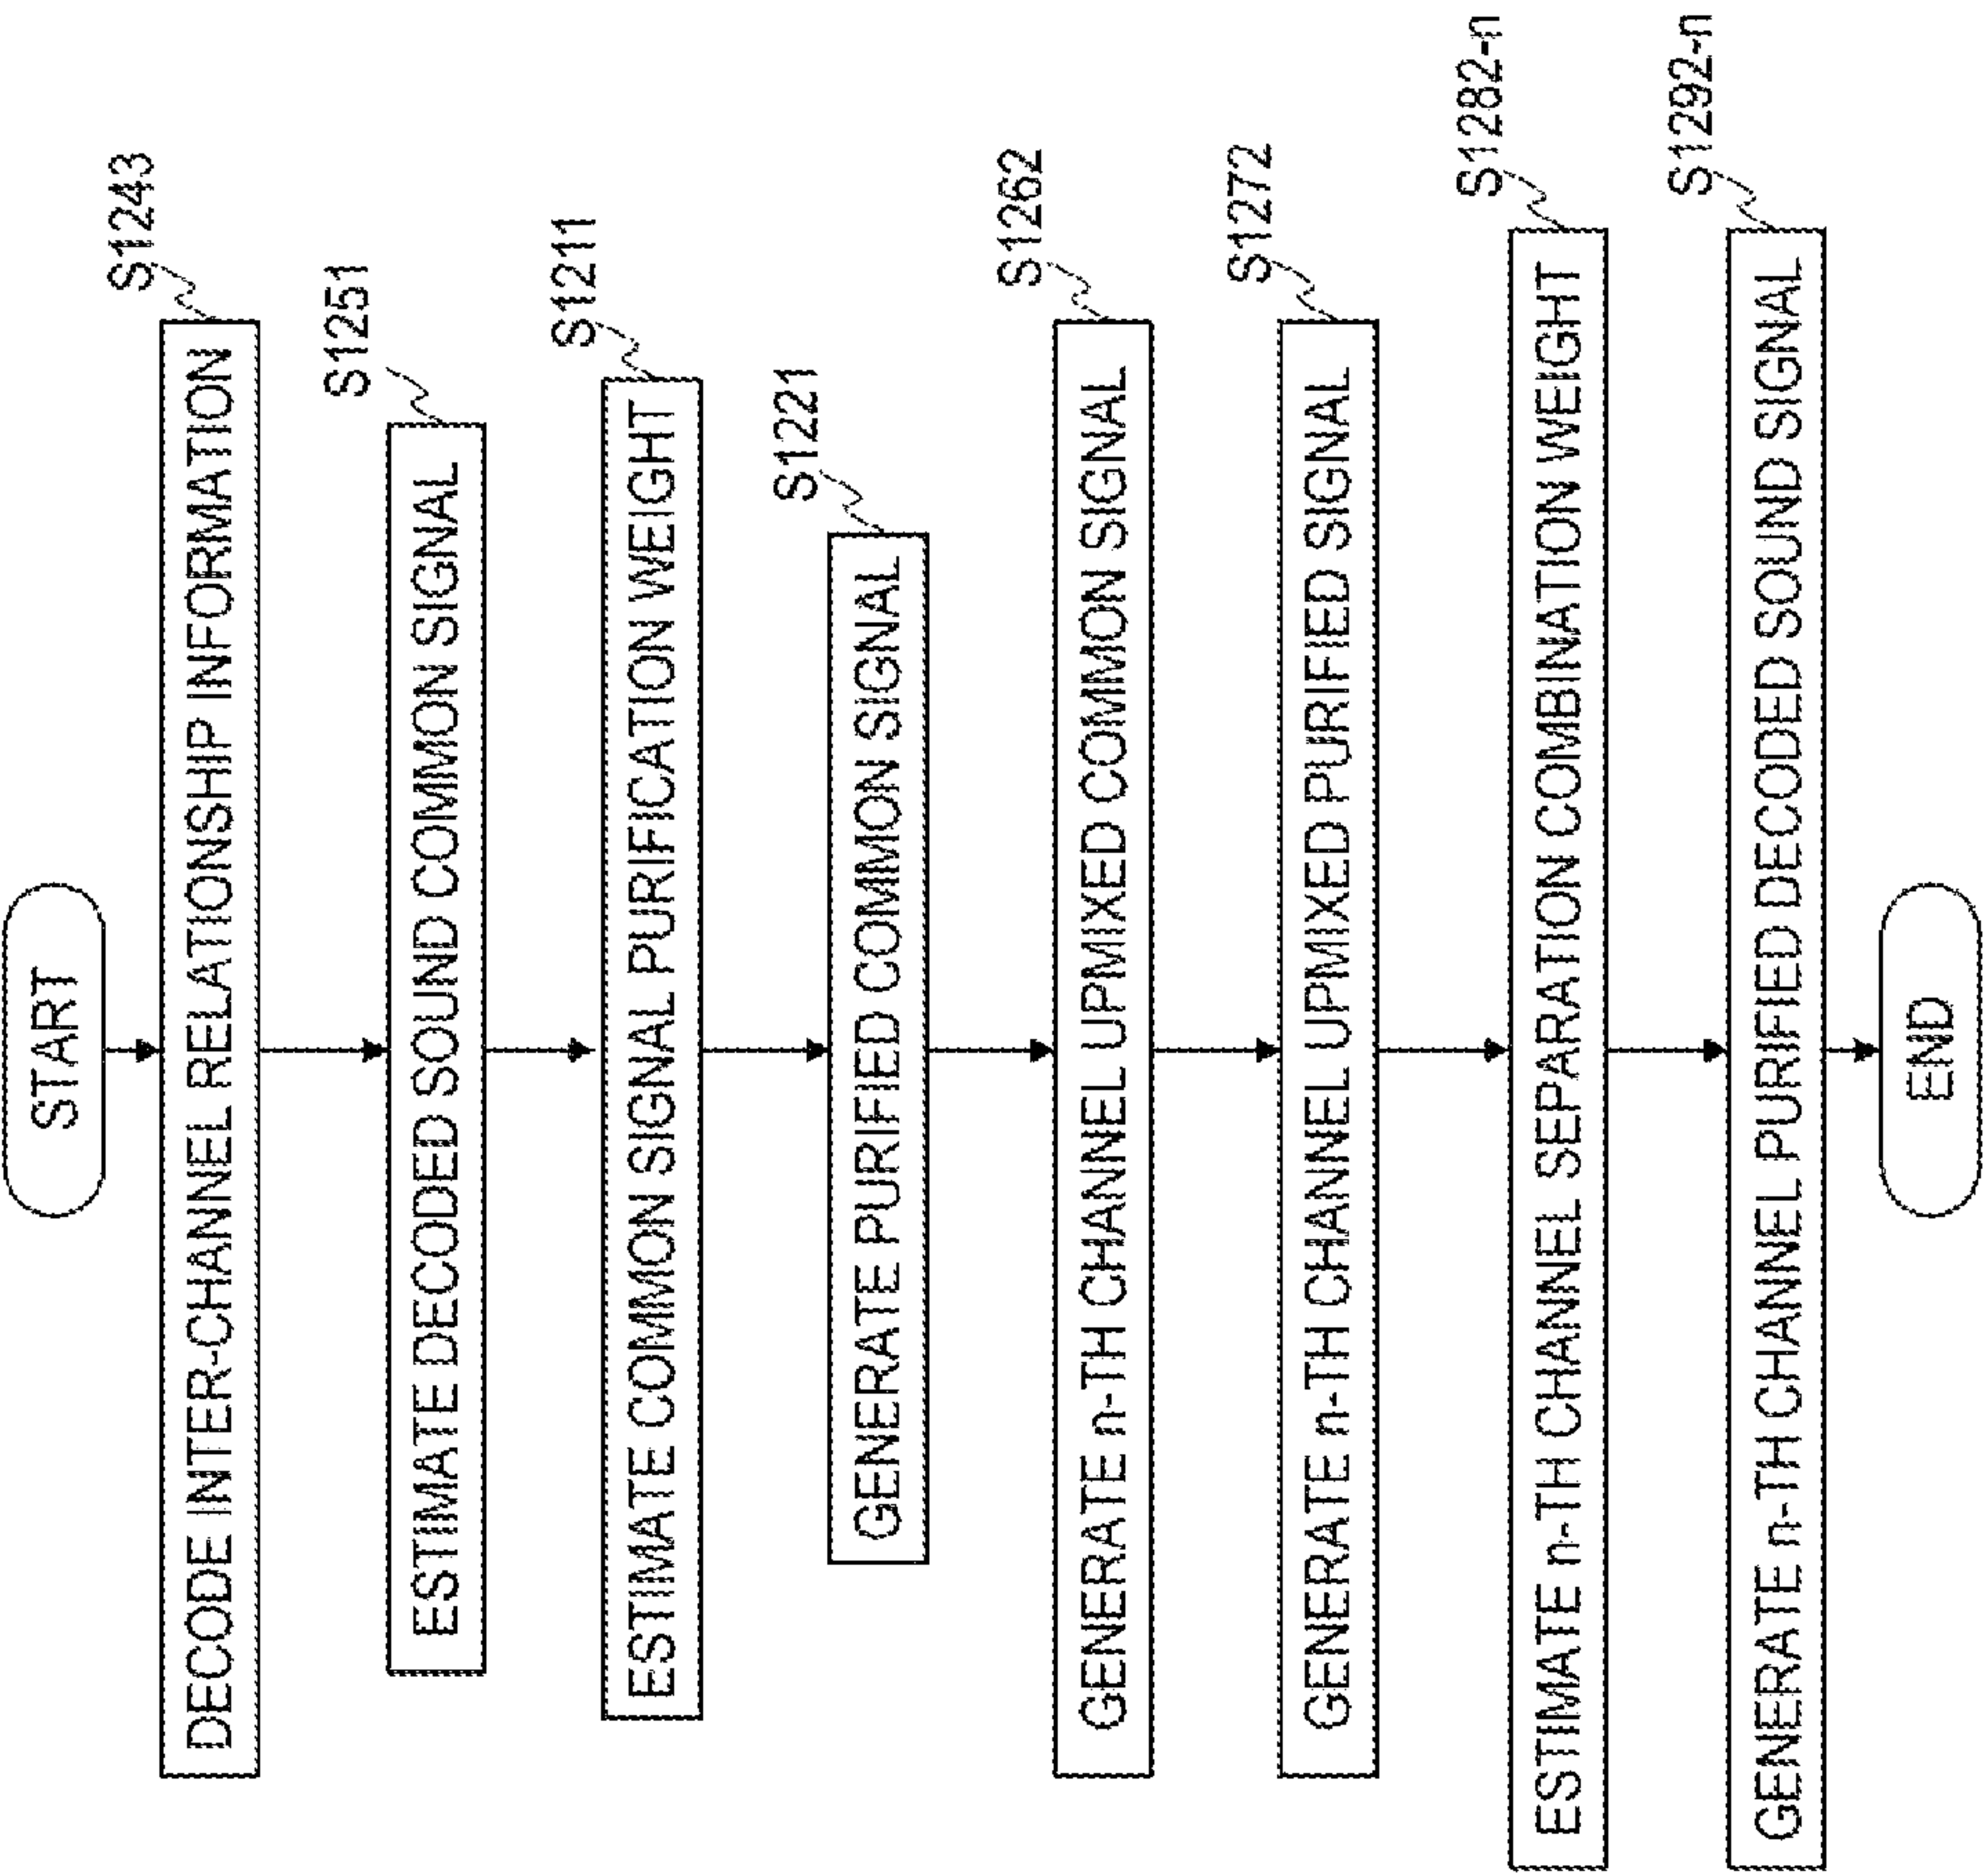 START
S1243
DECODE INTER-CHANNEL RELATIONSHIP INFORMATION
S1251
ESTIMATE DECODED SOUND COMMON SIGNAL
S1211
ESTIMATE COMMON SIGNAL PURIFICATION WEIGHT
S1221
GENERATE PURIFIED COMMON SIGNAL
S1262
GENERATE n-TH CHANNEL UPMIXED COMMON SIGNAL
S1272
GENERATE n-TH CHANNEL UPMIXED PURIFIED SIGNAL
S1282-n
ESTIMATE n-TH CHANNEL SEPARATION COMBINATION WEIGHT
S1292-n
GENERATE n-TH CHANNEL PURIFIED DECODED SOUND SIGNAL
END